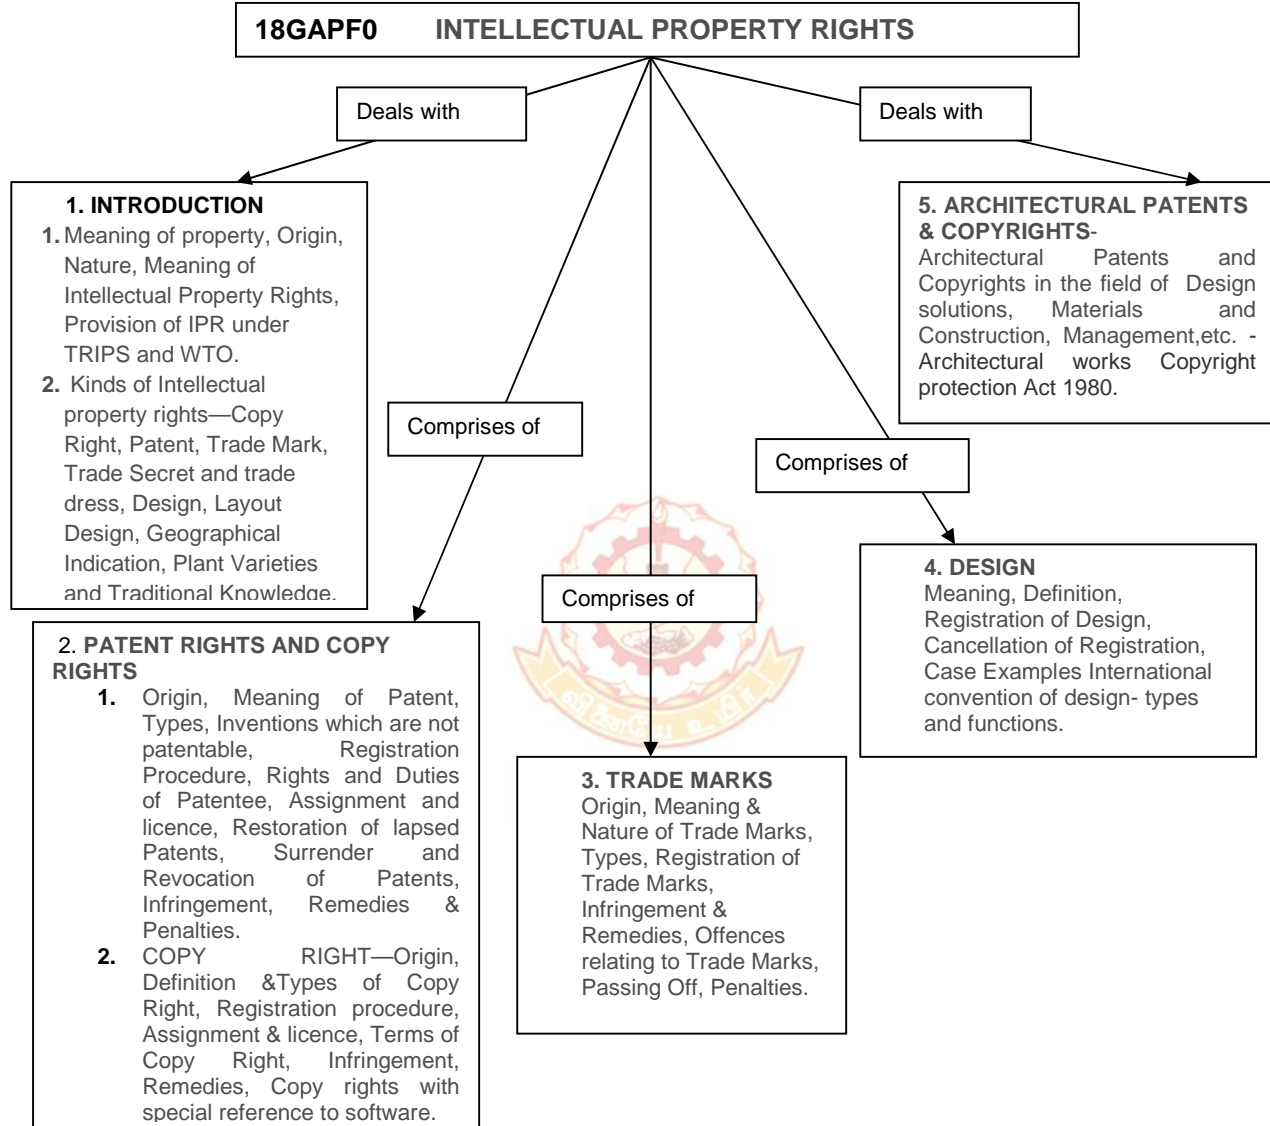 18GAPF0 INTELLECTUAL PROPERTY RIGHTS
Deals with
Deals with
1. INTRODUCTION
1. Meaning of property, Origin,
Nature, Meaning of
Intellectual Property Rights,
Provision of IPR under
TRIPS and WTO.
2. Kinds of Intellectual
property rights—Copy
Right, Patent, Trade Mark,
Trade Secret and trade
dress, Design, Layout
Design, Geographical
Indication, Plant Varieties
and Traditional Knowledge.
5. ARCHITECTURAL PATENTS
& COPYRIGHTS-
Architectural Patents and
Copyrights in the field of Design
solutions, Materials and
Construction, Management,etc. -
Architectural works Copyright
protection Act 1980.
Comprises of
Comprises of
Comprises of
4. DESIGN
Meaning, Definition,
Registration of Design,
Cancellation of Registration,
Case Examples International
convention of design- types
and functions.
2. PATENT RIGHTS AND COPY
RIGHTS
1. Origin, Meaning of Patent,
Types, Inventions which are not
patentable, Registration
Procedure, Rights and Duties
of Patentee, Assignment and
licence, Restoration of lapsed
Patents, Surrender and
Revocation of Patents,
Infringement, Remedies &
Penalties.
2. COPY RIGHT—Origin,
Definition &Types of Copy
Right, Registration procedure,
Assignment & licence, Terms of
Copy Right, Infringement,
Remedies, Copy rights with
special reference to software.
3. TRADE MARKS
Origin, Meaning &
Nature of Trade Marks,
Types, Registration of
Trade Marks,
Infringement &
Remedies, Offences
relating to Trade Marks,
Passing Off, Penalties.